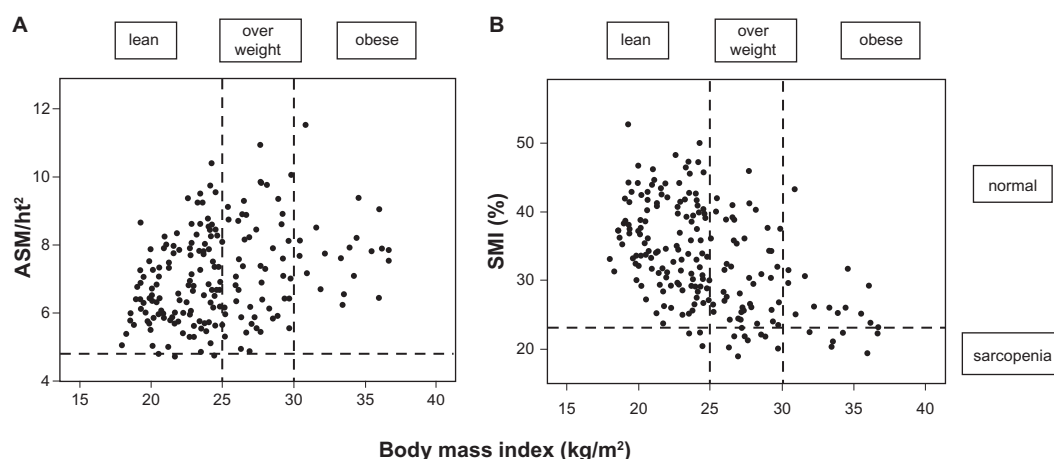 A
lean
over
weight
obese
ASM/ht²
12
10
8
6
4
15
20
25
30
35
40
B
lean
over
weight
obese
SMI (%)
50
40
30
20
15
20
25
30
35
40
normal
sarcopenia
Body mass index (kg/m²)